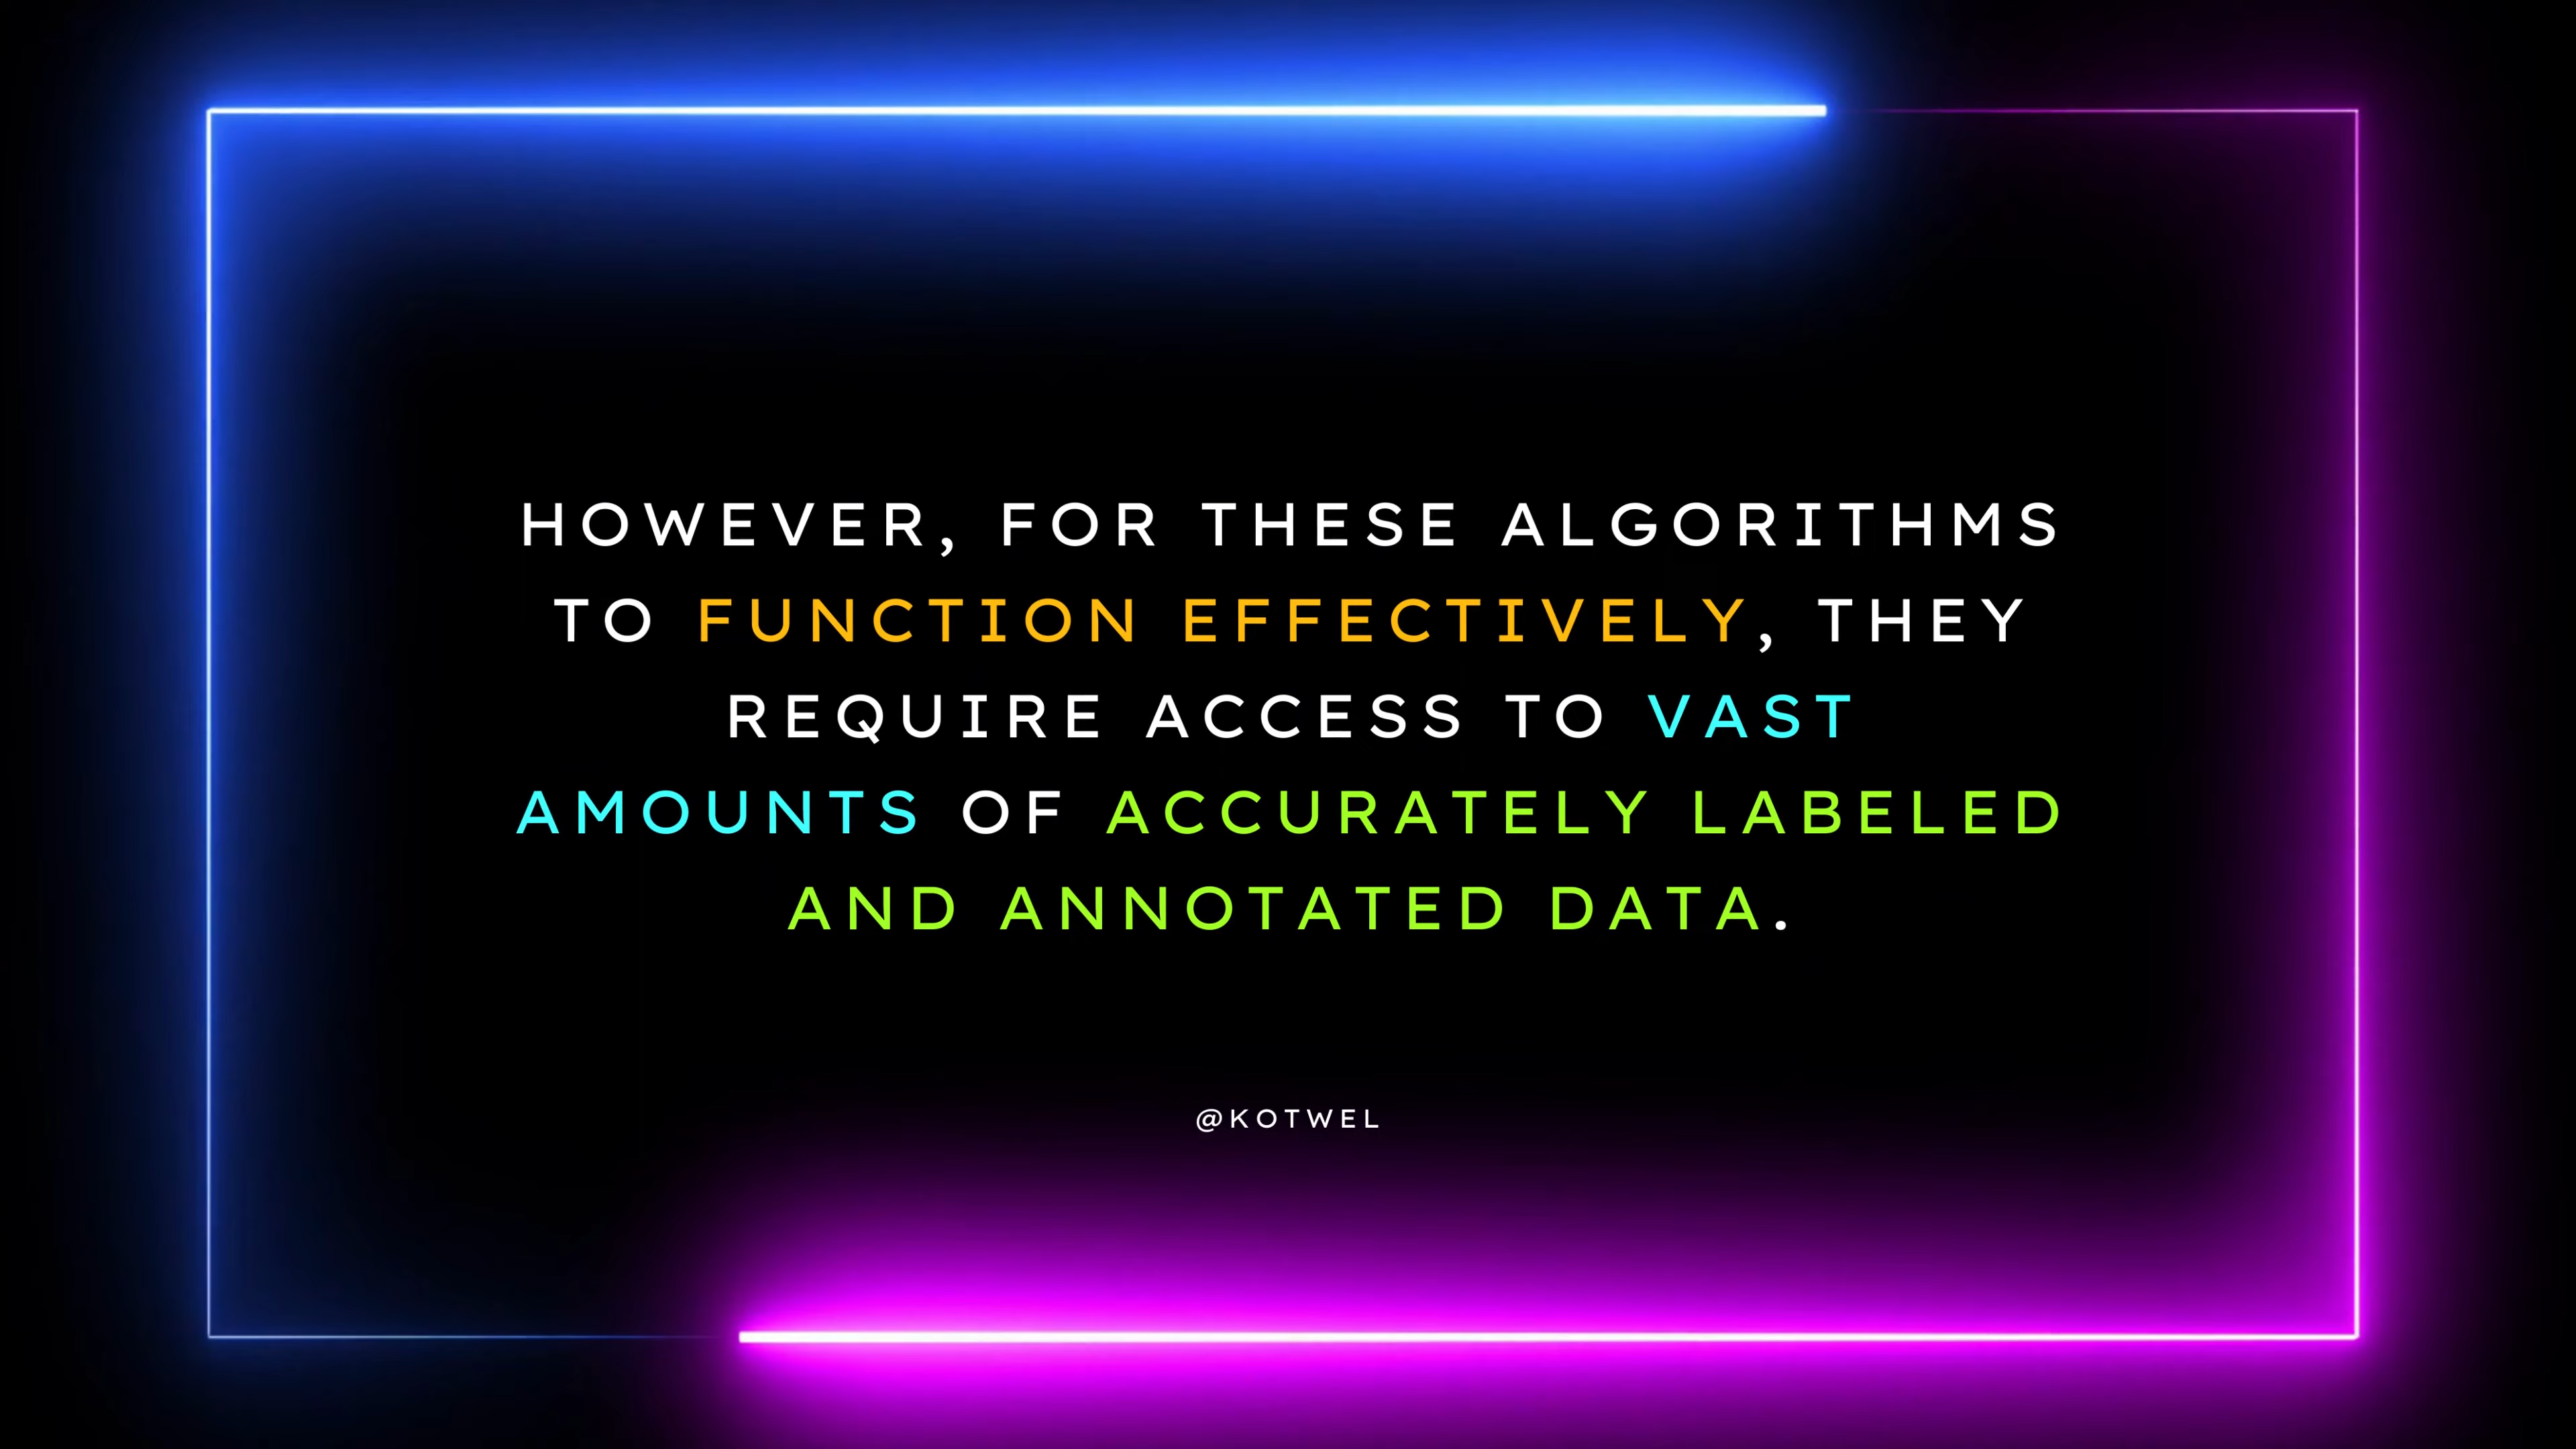 HOWEVER, FOR THESE ALGORITHMS
TO FUNCTION EFFECTIVELY, THEY
REQUIRE ACCESS TO VAST
AMOUNTS OF ACCURATELY LABELED
AND ANNOTATED DATA.
@KOTWEL